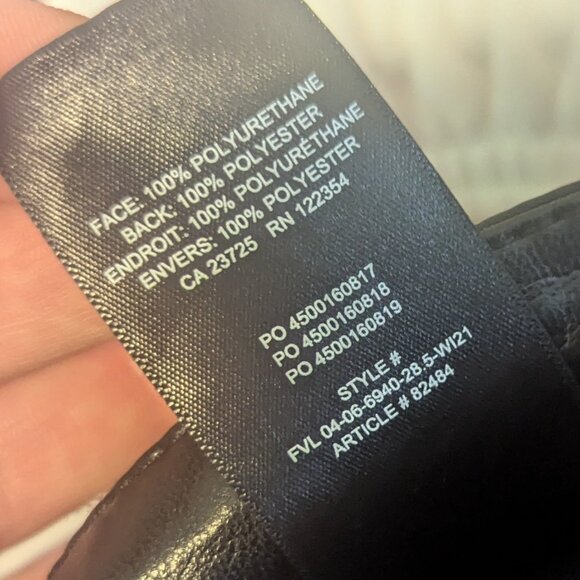 FACE: 100% POLYURETHANE
BACK: 100% POLYESTER
ENDROIT: 100% POLYURÉTHANE
ENVERS: 100% POLYESTER
CA 23725 RN 122354
PO 4500160817
PO 4500160818
PO 4500160819
STYLE #
FVL 04-06-6940-28.5-WI21
ARTICLE # 82484